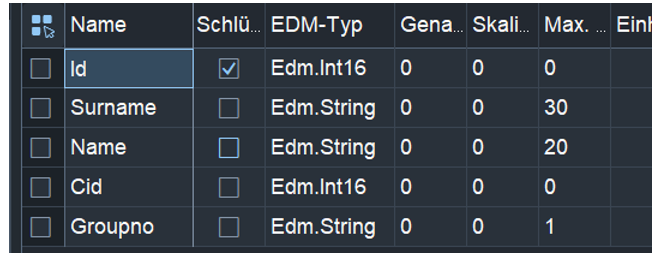 Name Schlü... EDM-Typ Gena... Skali... Max. ... Einh
Id Edm.Int16 0 0 0
Surname Edm.String 0 0 30
Name Edm.String 0 0 20
Cid Edm.Int16 0 0 0
Groupno Edm.String 0 0 1